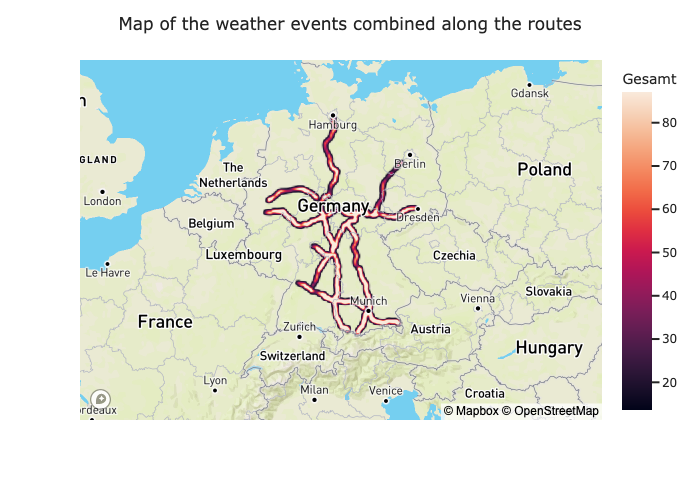 Map of the weather events combined along the routes
Gesamt
80
70
60
50
40
30
20
n
Gdansk
Hamburg
GLAND
The
Netherlands
Berlin
Poland
London
Germany
Dresden
Belgium
Luxembourg
Czechia
Le Havre
Slovakia
Munich
Vienna
France
Zurich
Austria
Switzerland
Hungary
Lyon
Milan
Venice
Croatia
rdeaux
© Mapbox © OpenStreetMap